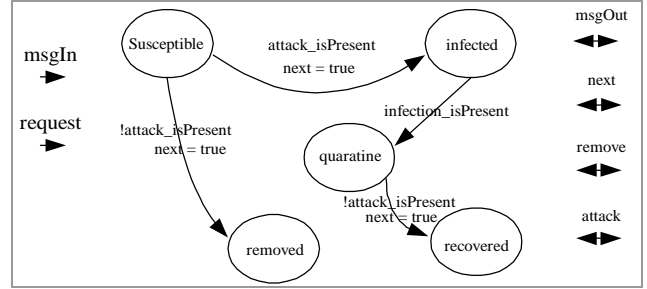 msgOut
Susceptible
attack_isPresent
infected
msgIn
next = true
next
infection_isPresent
request
!attack_isPresent
next = true
quaratine
remove
!attack_isPresent
next = true
attack
removed
recovered